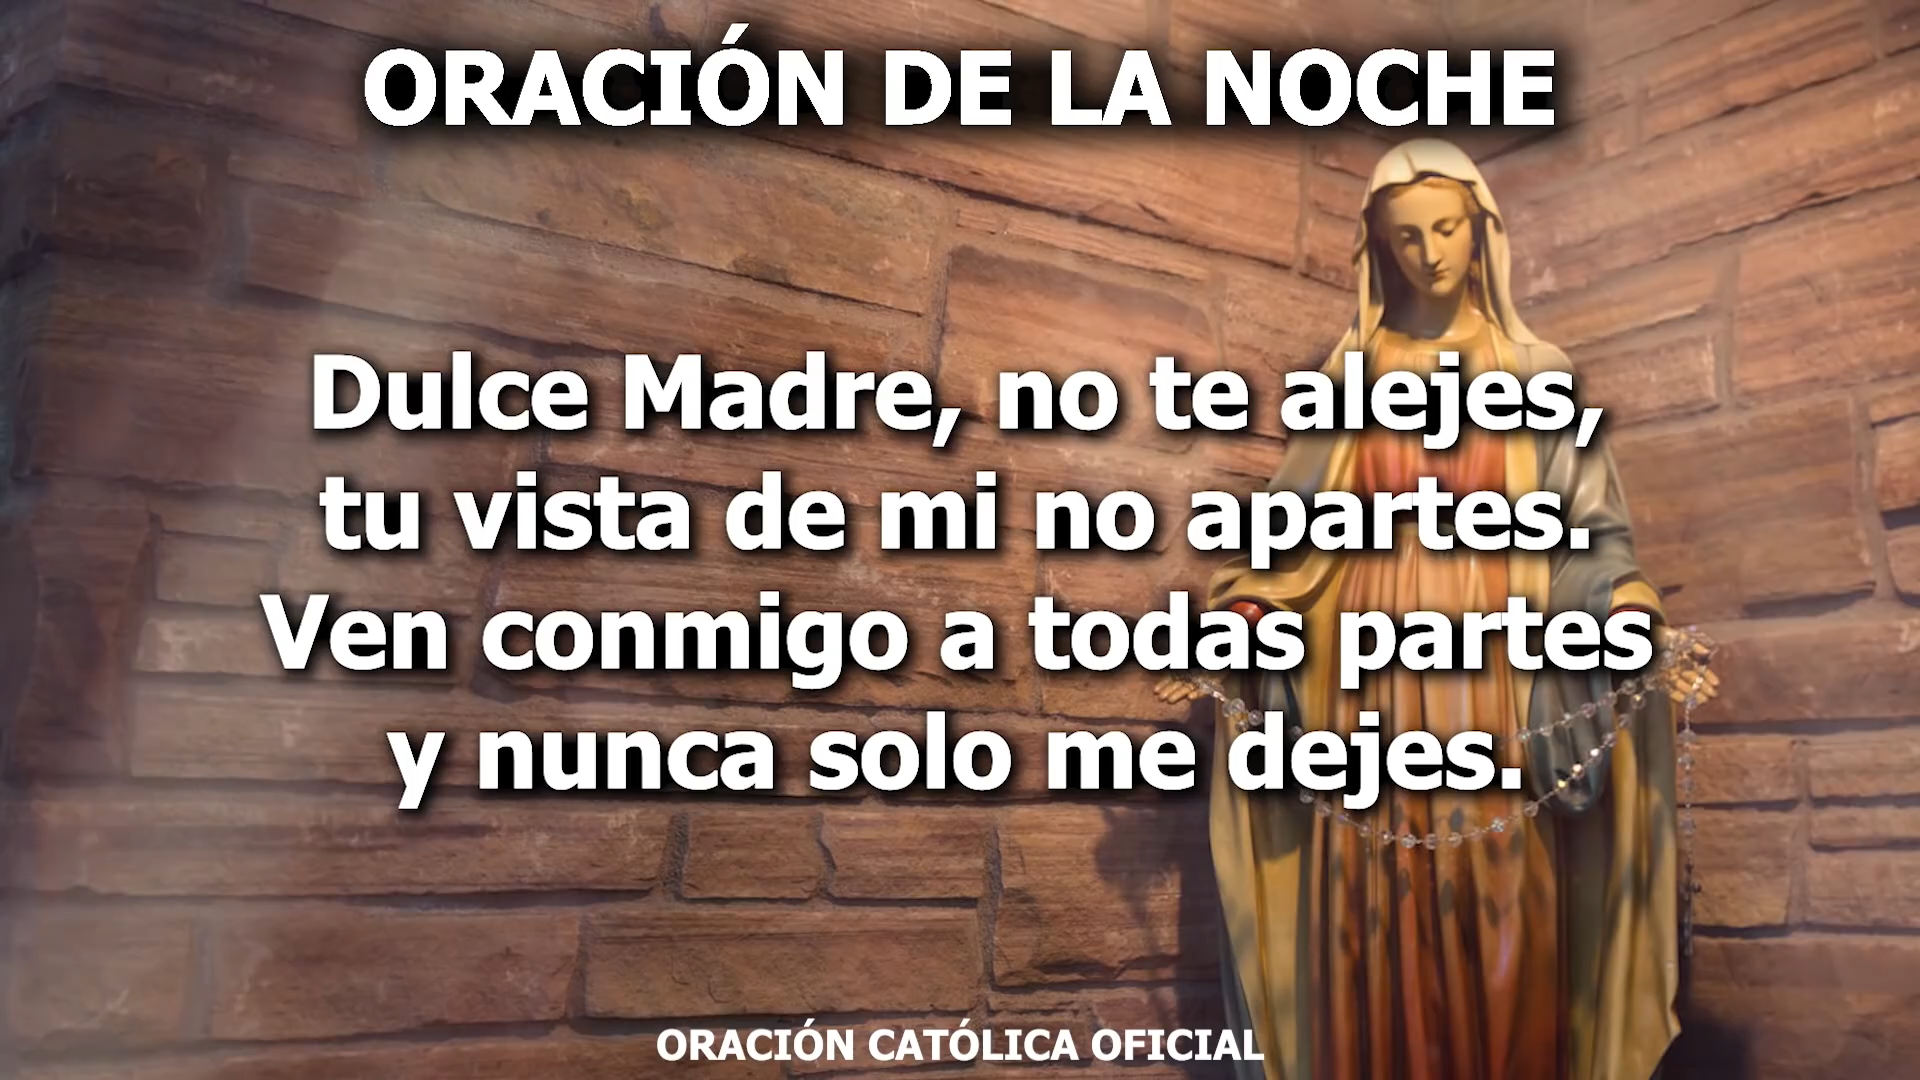 ORACIÓN DE LA NOCHE
Dulce Madre, no te alejes,
tu vista de mi no apartes.
Ven conmigo a todas partes
y nunca solo me dejes.
ORACIÓN CATÓLICA OFICIAL